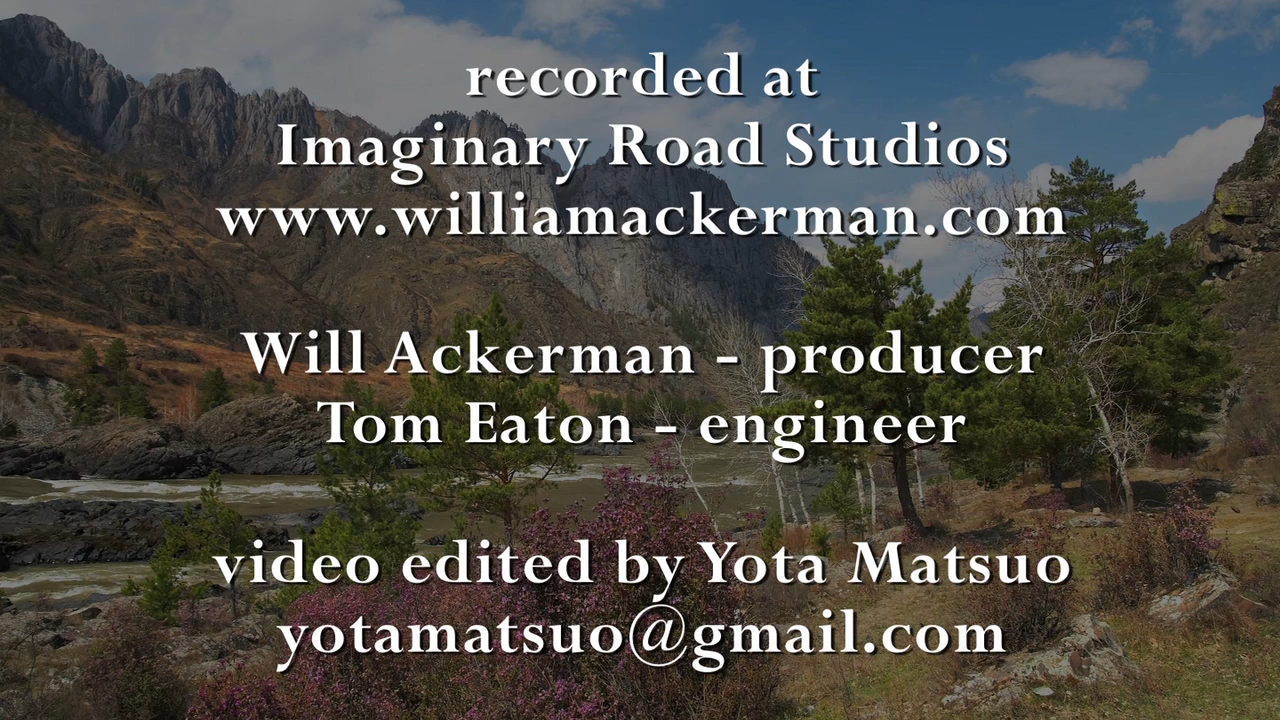 recorded at
Imaginary Road Studios
www.williamackerman.com
Will Ackerman - producer
Tom Eaton - engineer
video edited by Yota Matsuo
yotamatsuo@gmail.com